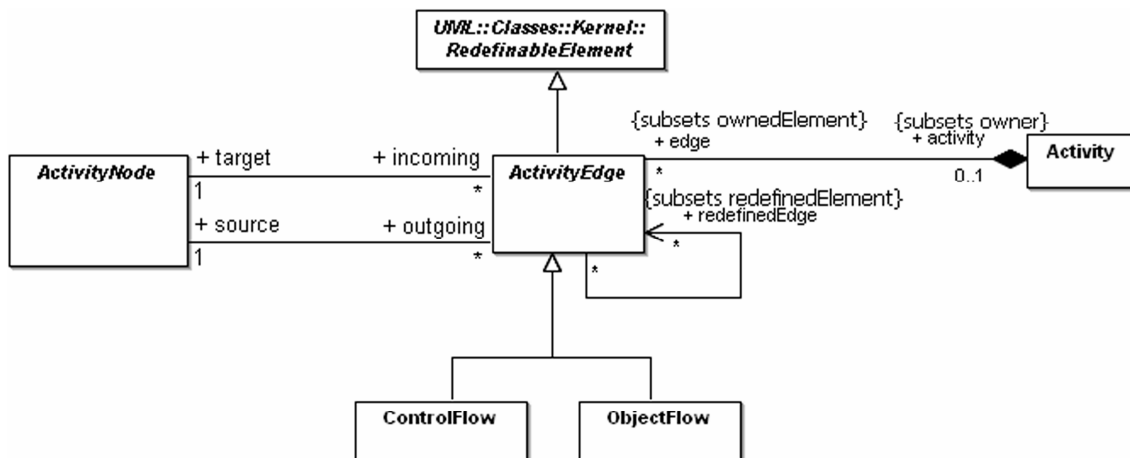 UML::Classes::Kernel::
RedefinableElement
{subsets ownedElement}
+ edge
*
{subsets owner}
+ activity
0..1
Activity
ActivityNode
+ target
1
+ incoming
*
ActivityEdge
+ source
1
+ outgoing
*
{subsets redefinedElement}
+ redefinedEdge
*
*
ControlFlow
ObjectFlow